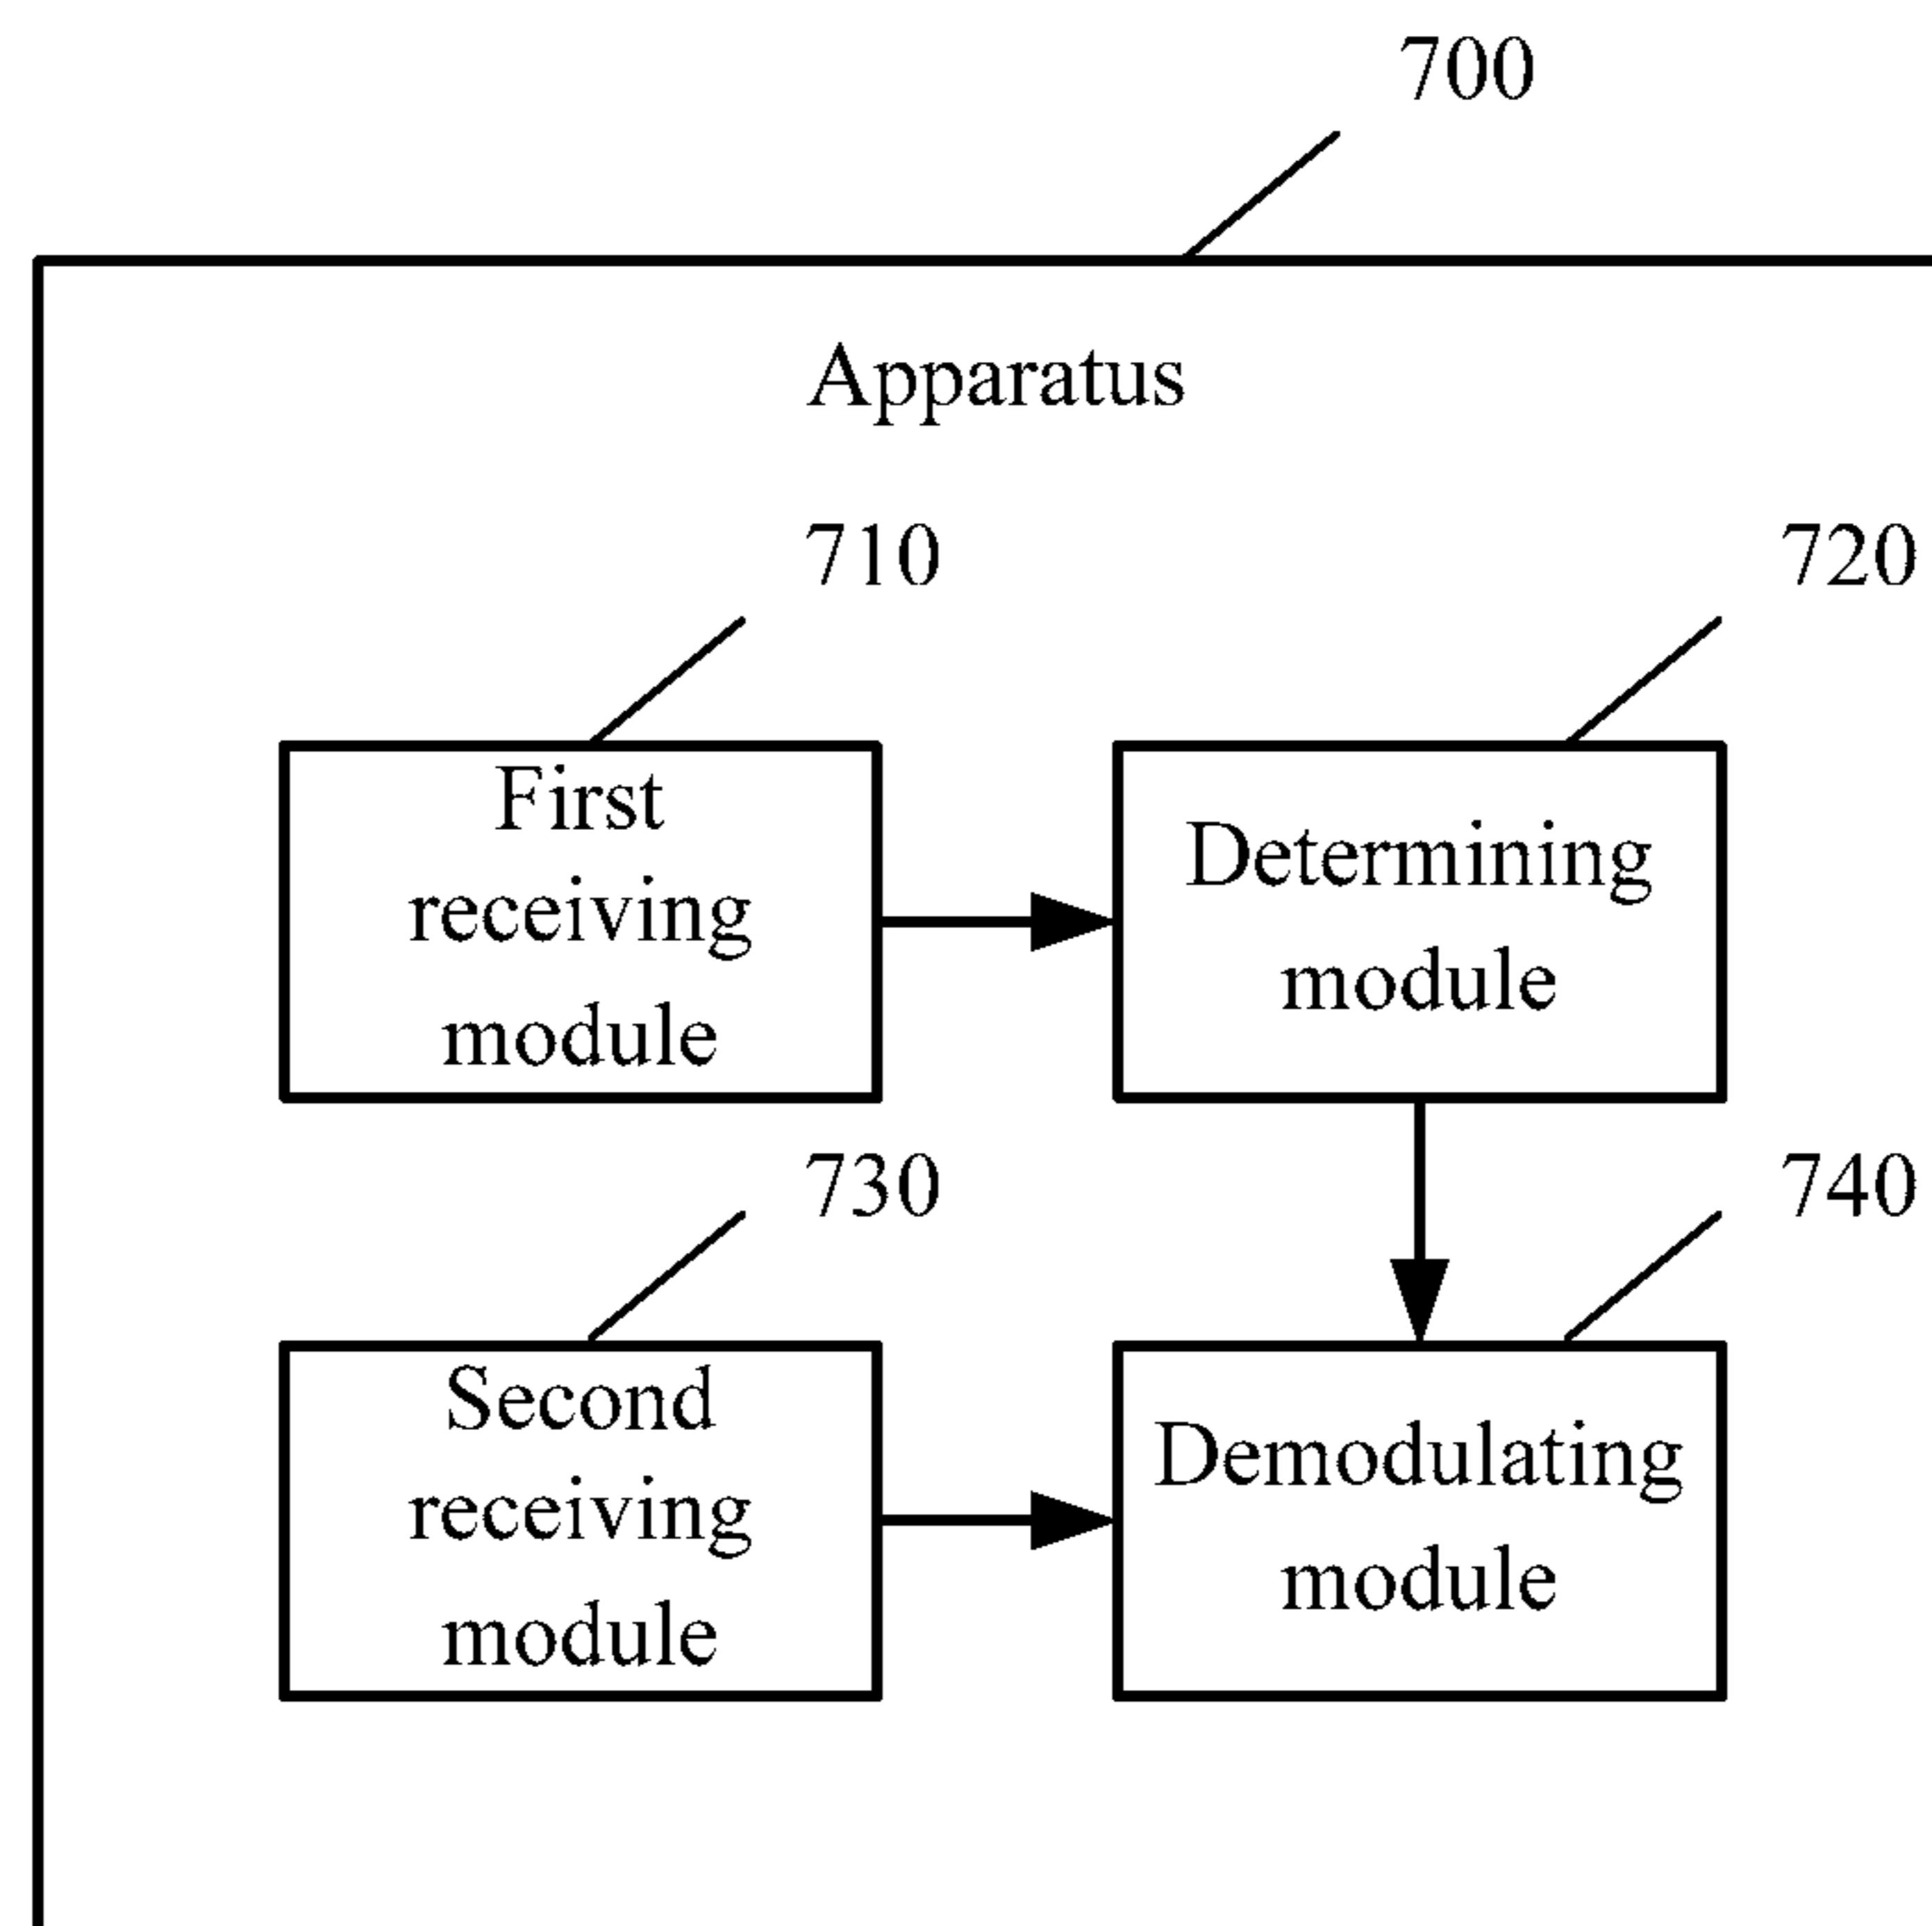 700
Apparatus
710
720
First
receiving
module
Determining
module
730
740
Second
receiving
module
Demodulating
module